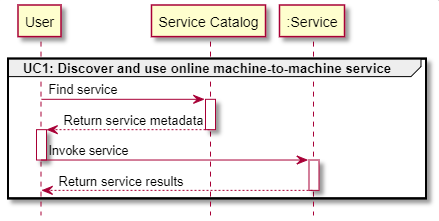 User
Service Catalog
:Service
UC1: Discover and use online machine-to-machine service
Find service
Return service metadata
Invoke service
Return service results